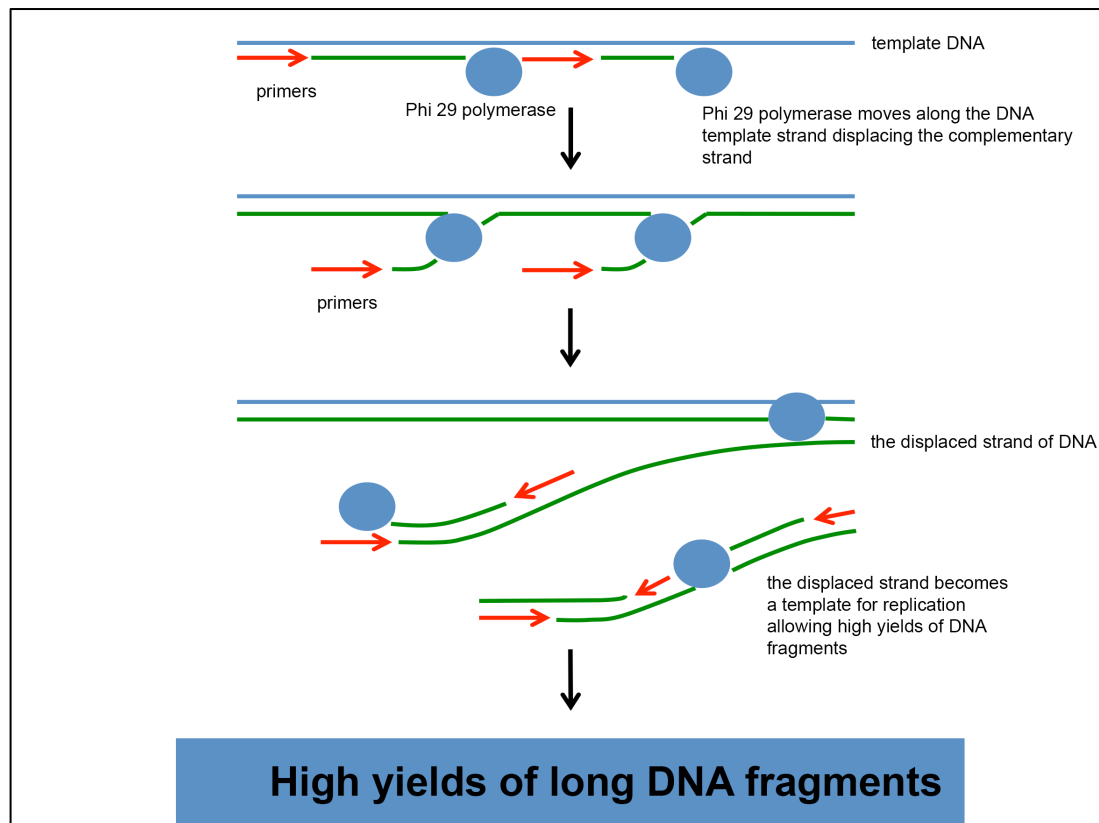 template DNA
primers
Phi 29 polymerase
Phi 29 polymerase moves along the DNA
template strand displacing the complementary
strand
primers
the displaced strand of DNA
the displaced strand becomes
a template for replication
allowing high yields of DNA
fragments
High yields of long DNA fragments